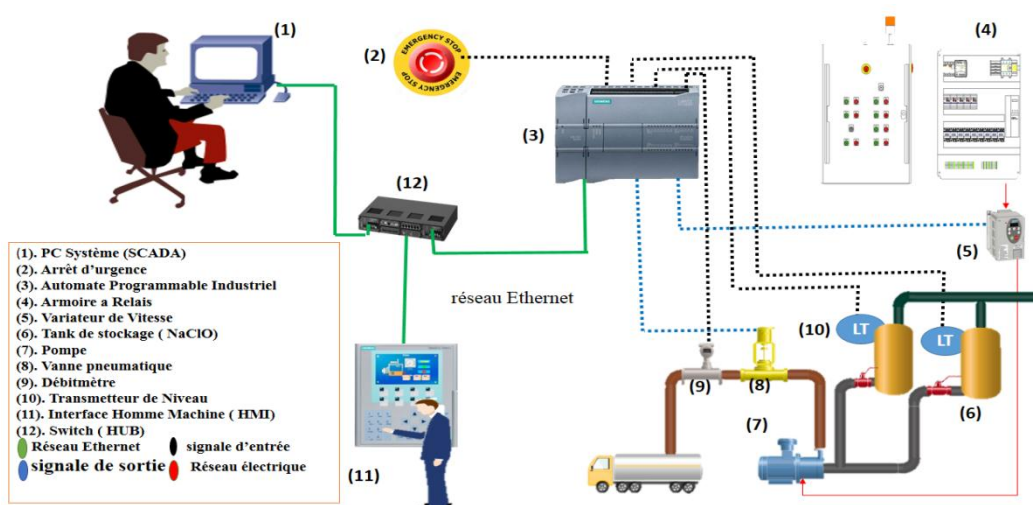 (1)
(2)
EMERGENCY STOP
EMERGENCY STOP
(3)
SIEMENS
(4)
(5)
(12)
réseau Ethernet
(1). PC Système (SCADA)
(2). Arrêt d'urgence
(3). Automate Programmable Industriel
(4). Armoire a Relais
(5). Variateur de Vitesse
(6). Tank de stockage ( NaClO)
(7). Pompe
(8). Vanne pneumatique
(9). Débitmètre
(10). Transmetteur de Niveau
(11). Interface Homme Machine ( HMI)
(12). Switch ( HUB)
Réseau Ethernet
signale d'entrée
signale de sortie
Réseau électrique
(10)
LT
LT
(9)
(8)
(6)
(7)
(11)